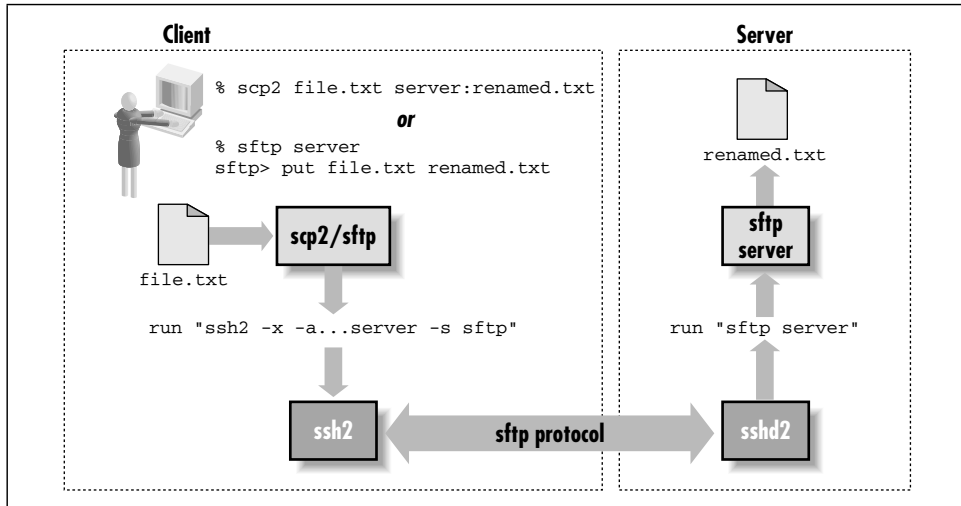 Client
% scp2 file.txt server:renamed.txt
or
% sftp server
sftp> put file.txt renamed.txt
file.txt
scp2/sftp
run "ssh2 -x -a...server -s sftp"
ssh2
sftp protocol
Server
renamed.txt
sftp
server
run "sftp server"
sshd2